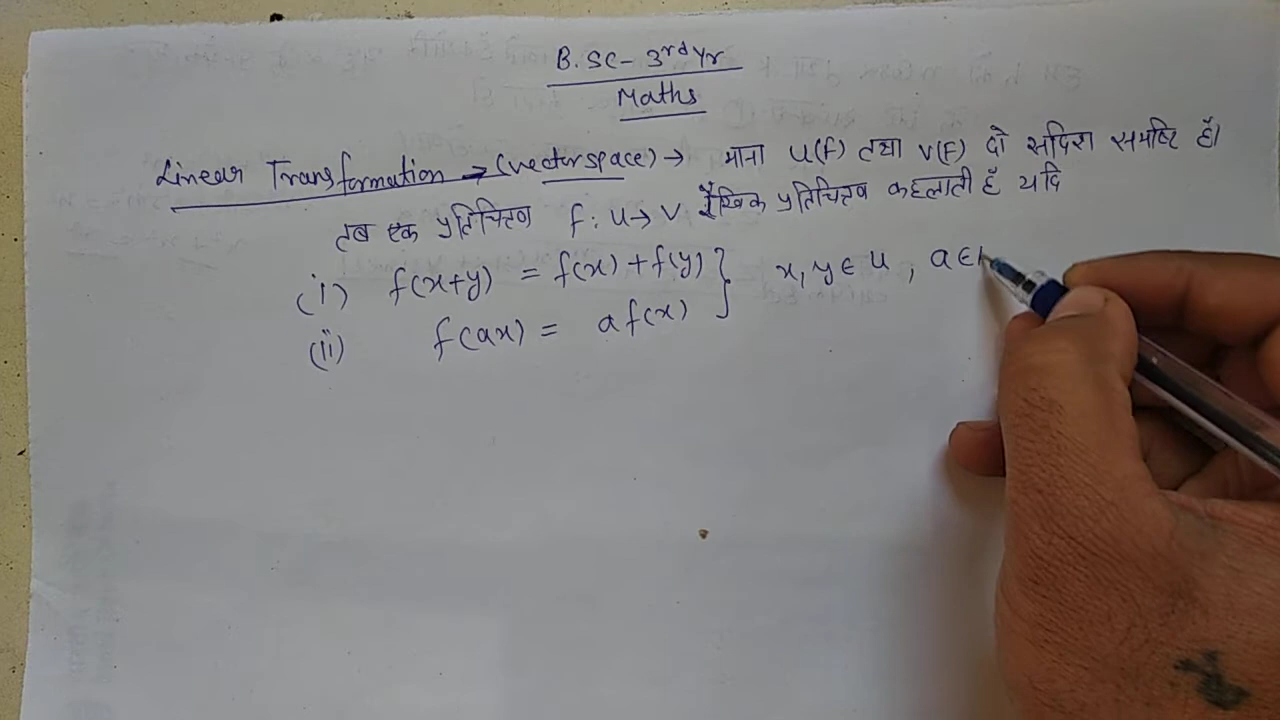 B.SC - 3rd Yr
Maths
Linear Transformation → (vector space) → माना U(F) तथा V(F) दो सदिश समष्टि हैं।
तब एक प्रतिचित्रण f : U → V रैखिक प्रतिचित्रण कहलाती हैं यदि
(i) f(x+y) = f(x) + f(y) } x, y ∈ U , a ∈
(ii) f(ax) = a f(x)